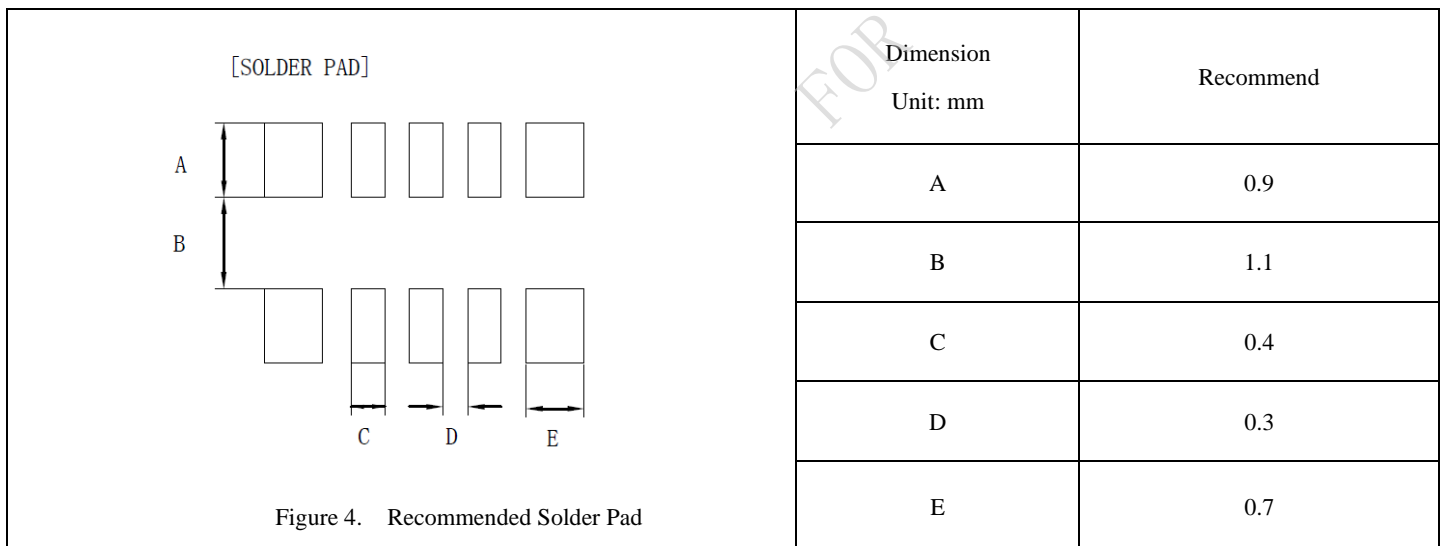 [SOLDER PAD]
A
B
C D E
Figure 4. Recommended Solder Pad
FOR
Dimension
Unit: mm
Recommend
A 0.9
B 1.1
C 0.4
D 0.3
E 0.7